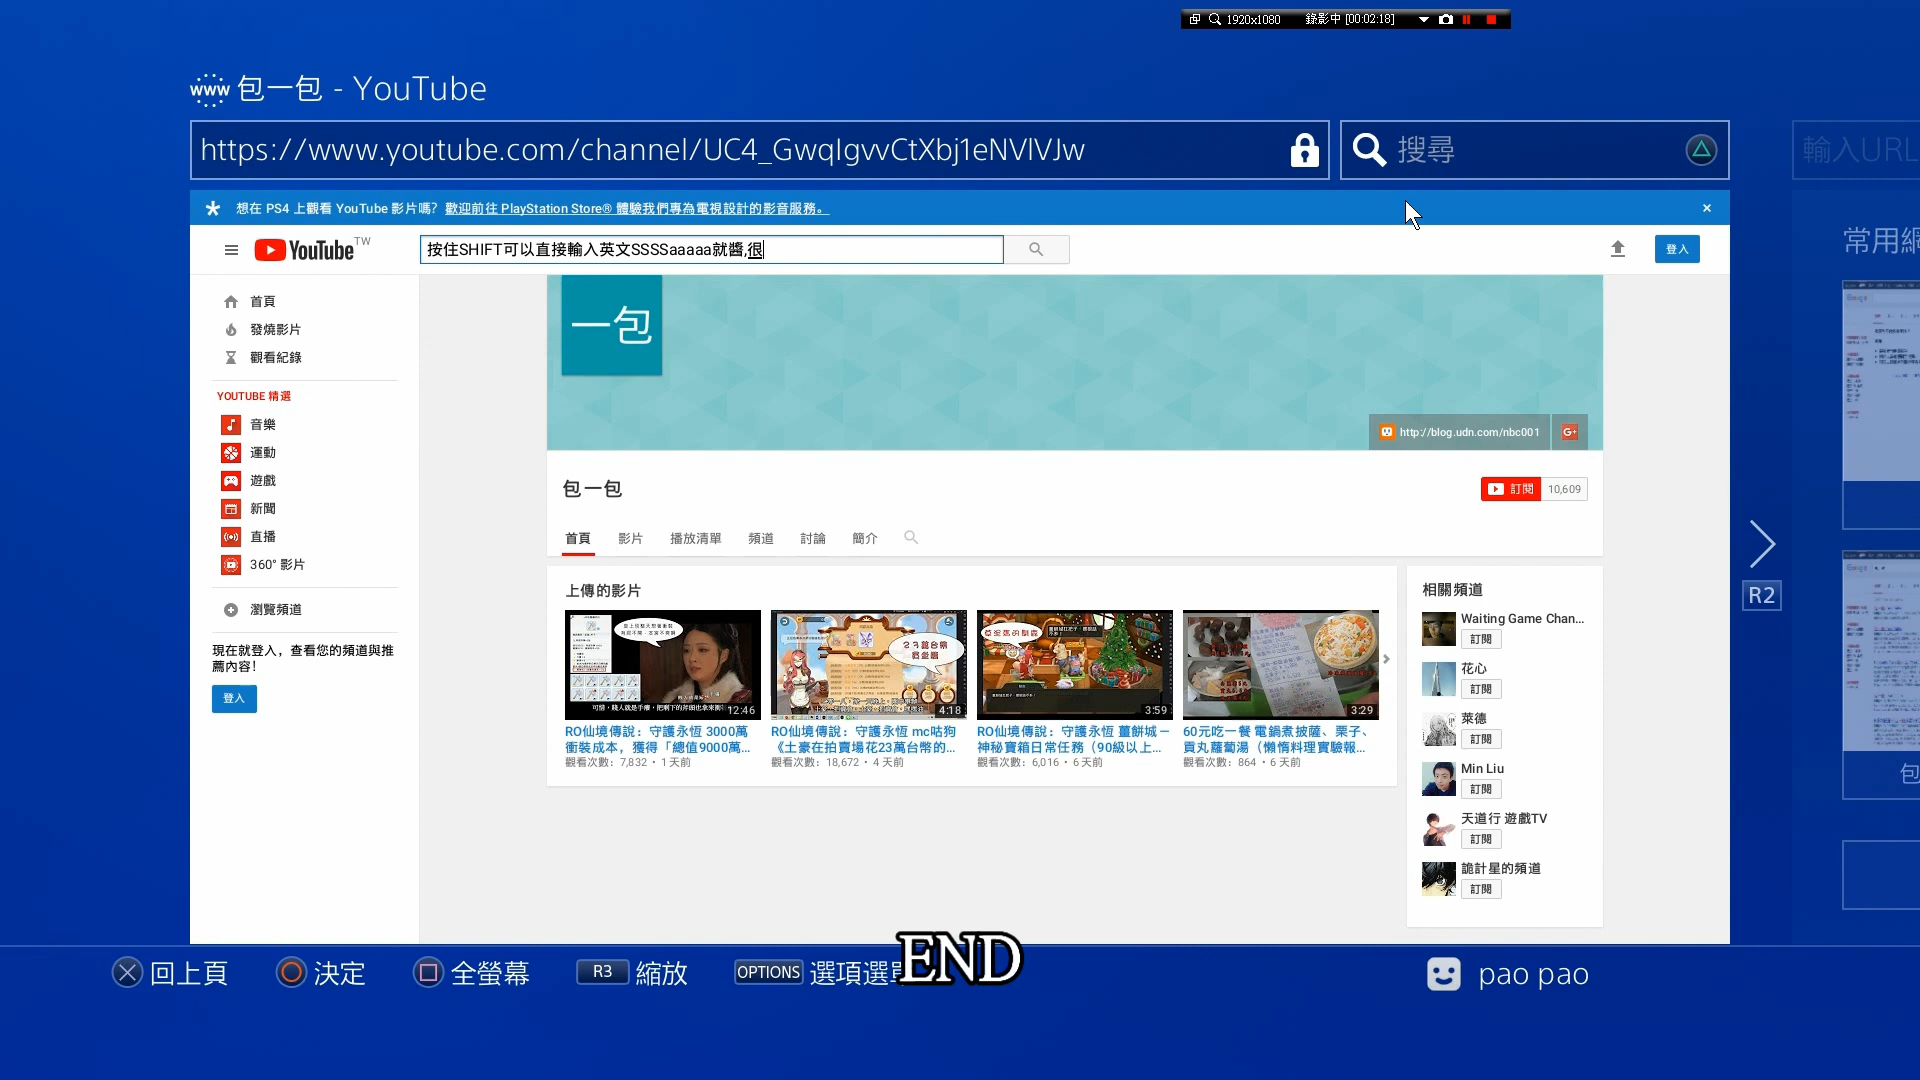 1920x1080 錄影中 [00:02:18]
www 包一包 - YouTube
https://www.youtube.com/channel/UC4_GwqIgvvCtXbj1eNVlVJw
搜尋
輸入URL
想在 PS4 上觀看 YouTube 影片嗎？ 歡迎前往 PlayStation Store® 體驗我們專為電視設計的影音服務。
YouTube TW
按住SHIFT可以直接輸入英文SSSSaaaaa就醬,很
登入
常用網
首頁
發燒影片
觀看紀錄
YOUTUBE 精選
音樂
運動
遊戲
新聞
直播
360° 影片
瀏覽頻道
現在就登入，查看您的頻道與推
薦內容！
登入
一包
http://blog.udn.com/nbc001
G+
包一包
訂閱 10,609
首頁 影片 播放清單 頻道 討論 簡介
上傳的影片
12:46
RO仙境傳說：守護永恆 3000萬
衝裝成本，獲得「總值9000萬...
觀看次數：7,832 • 1 天前
4:18
RO仙境傳說：守護永恆 mc咕狗
《土豪在拍賣場花23萬台幣的...
觀看次數：18,672 • 4 天前
3:59
RO仙境傳說：守護永恆 薑餅城－
神秘寶箱日常任務（90級以上...
觀看次數：6,016 • 6 天前
3:29
60元吃一餐 電鍋煮披薩、栗子、
貢丸蘿蔔湯（懶惰料理實驗報...
觀看次數：864 • 6 天前
相關頻道
Waiting Game Chan...
訂閱
花心
訂閱
萊德
訂閱
Min Liu
訂閱
天道行 遊戲TV
訂閱
詭計星的頻道
訂閱
R2
包
回上頁 決定 全螢幕 R3 縮放 OPTIONS 選項選單
END
pao pao